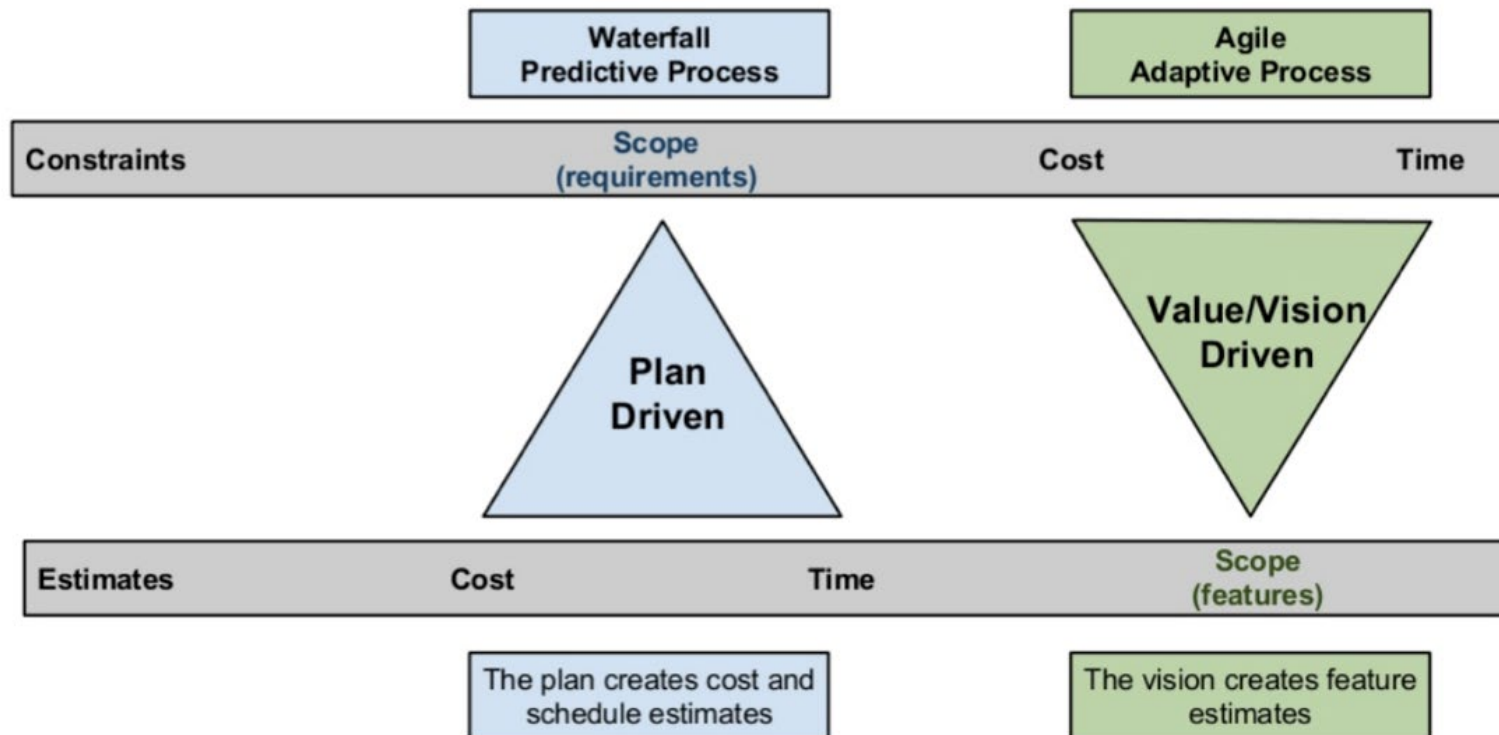 Waterfall
Predictive Process
Agile
Adaptive Process
Constraints
Scope
(requirements)
Cost
Time
Plan
Driven
Value/Vision
Driven
Estimates
Cost
Time
Scope
(features)
The plan creates cost and
schedule estimates
The vision creates feature
estimates